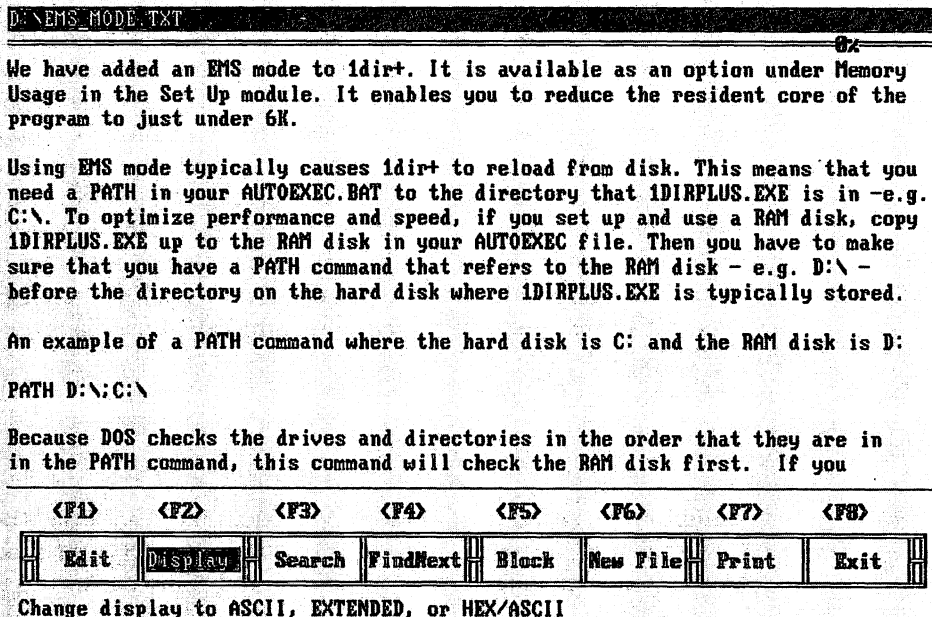 D:\EMS_MODE.TXT
0%
We have added an EMS mode to 1dir+. It is available as an option under Memory
Usage in the Set Up module. It enables you to reduce the resident core of the
program to just under 6K.
Using EMS mode typically causes 1dir+ to reload from disk. This means that you
need a PATH in your AUTOEXEC.BAT to the directory that 1DIRPLUS.EXE is in -e.g.
C:\. To optimize performance and speed, if you set up and use a RAM disk, copy
1DIRPLUS.EXE up to the RAM disk in your AUTOEXEC file. Then you have to make
sure that you have a PATH command that refers to the RAM disk - e.g. D:\ -
before the directory on the hard disk where 1DIRPLUS.EXE is typically stored.
An example of a PATH command where the hard disk is C: and the RAM disk is D:
PATH D:\;C:\
Because DOS checks the drives and directories in the order that they are in
in the PATH command, this command will check the RAM disk first.  If you
<F1> <F2> <F3> <F4> <F5> <F6> <F7> <F8>
Edit Display Search FindNext Block New File Print Exit
Change display to ASCII, EXTENDED, or HEX/ASCII